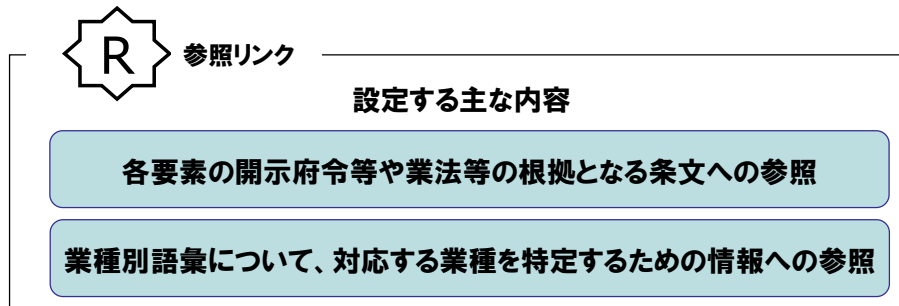 R 参照リンク
設定する主な内容
各要素の開示府令等や業法等の根拠となる条文への参照
業種別語彙について、対応する業種を特定するための情報への参照